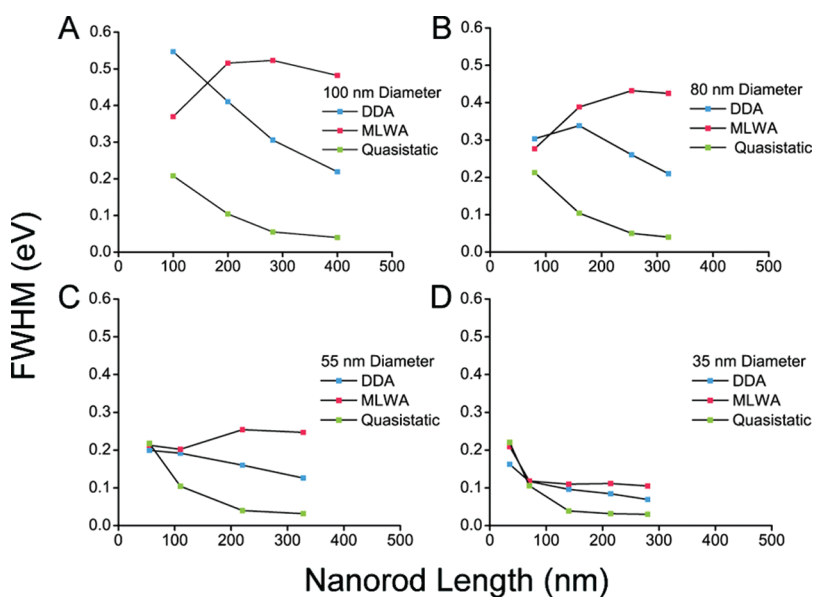 FWHM (eV)
A
0.6
0.5
0.4
0.3
0.2
0.1
0.0
0 100 200 300 400 500
100 nm Diameter
DDA
MLWA
Quasistatic
B
0.6
0.5
0.4
0.3
0.2
0.1
0.0
0 100 200 300 400 500
80 nm Diameter
DDA
MLWA
Quasistatic
C
0.6
0.5
0.4
0.3
0.2
0.1
0.0
0 100 200 300 400 500
55 nm Diameter
DDA
MLWA
Quasistatic
D
0.6
0.5
0.4
0.3
0.2
0.1
0.0
0 100 200 300 400 500
35 nm Diameter
DDA
MLWA
Quasistatic
Nanorod Length (nm)